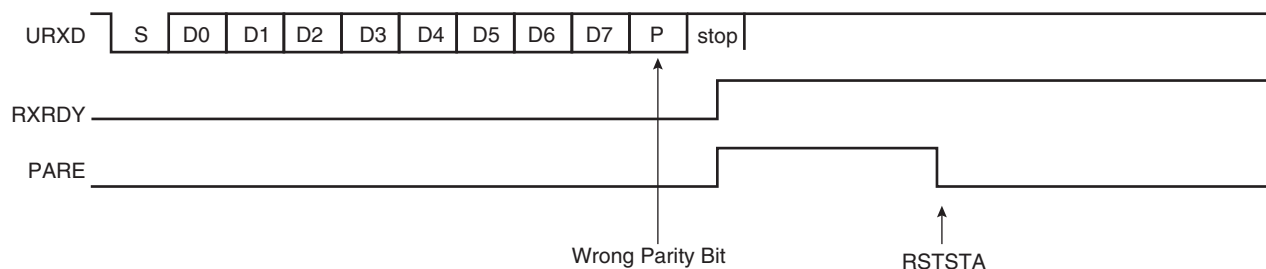 URXD S D0 D1 D2 D3 D4 D5 D6 D7 P stop
RXRDY
PARE
Wrong Parity Bit RSTSTA